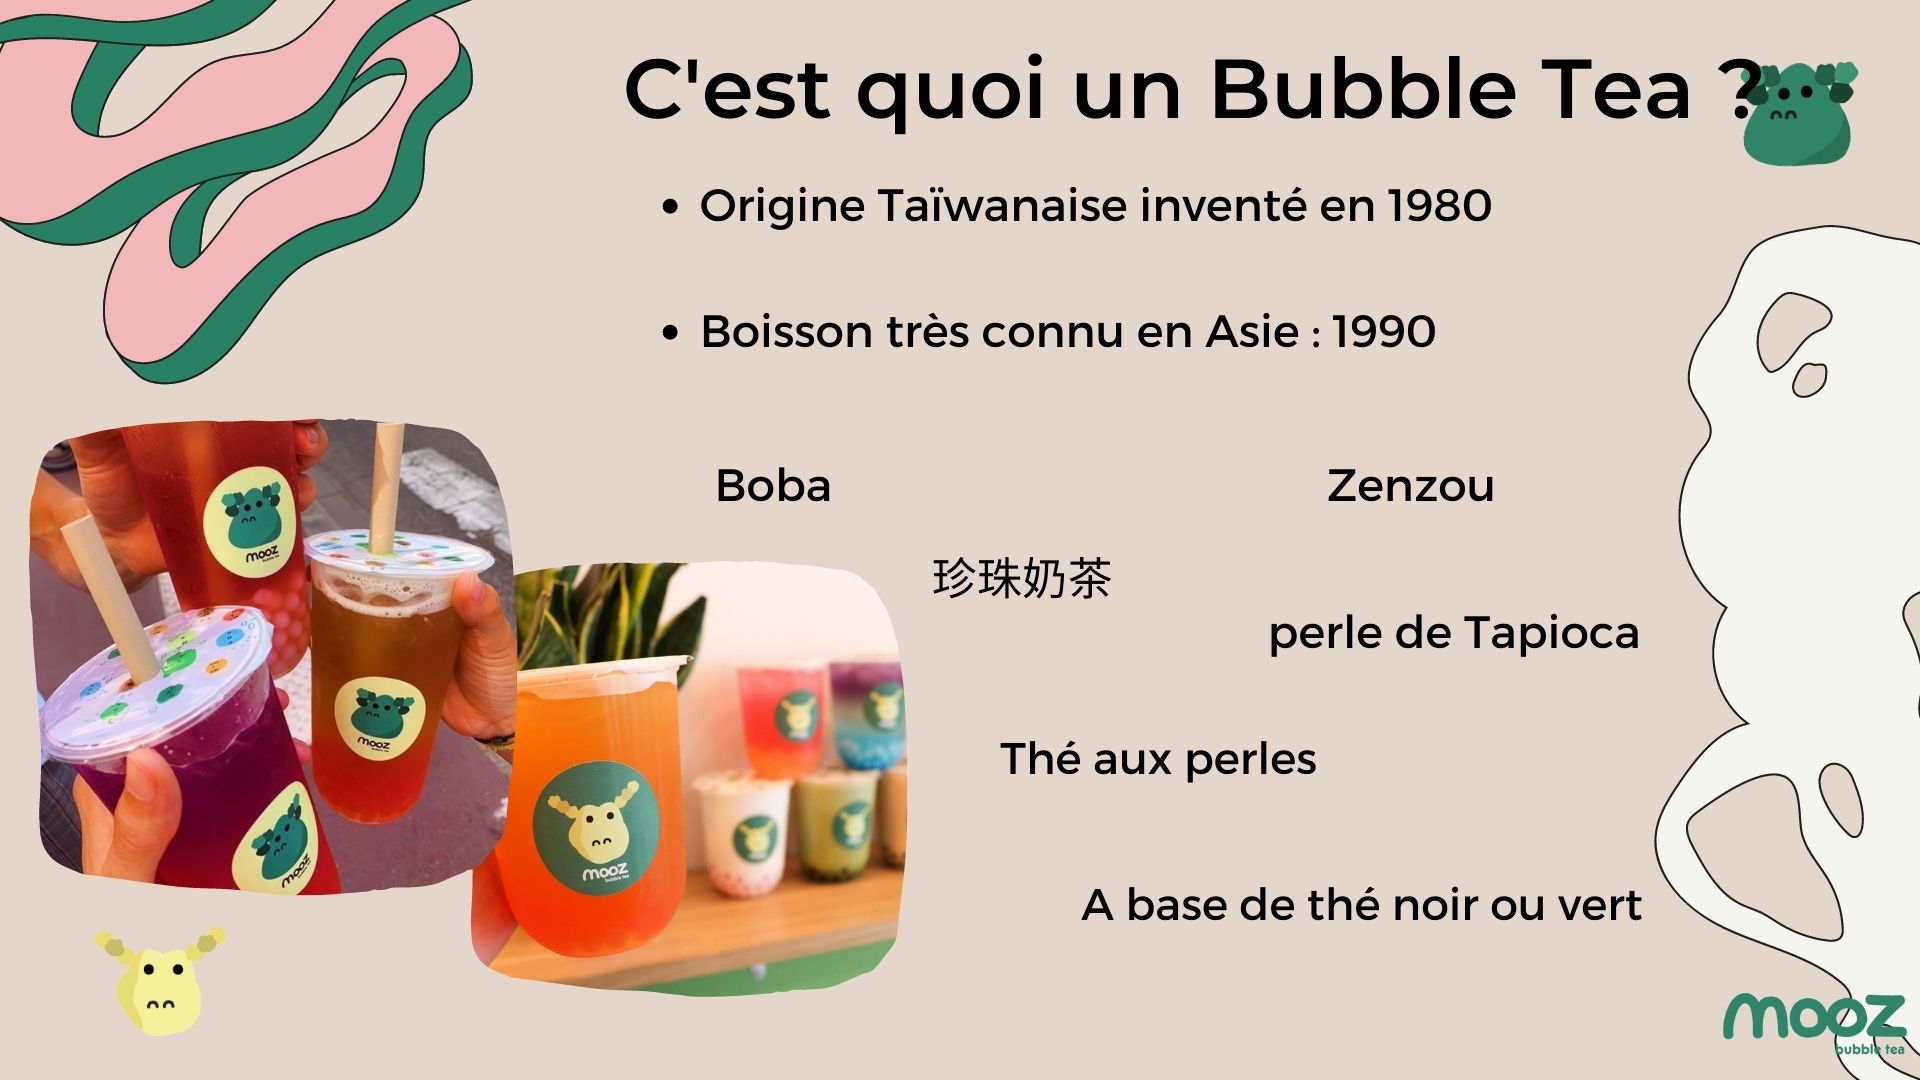 C'est quoi un Bubble Tea ?
• Origine Taïwanaise inventé en 1980
• Boisson très connu en Asie : 1990
Boba
Zenzou
珍珠奶茶
perle de Tapioca
Thé aux perles
A base de thé noir ou vert
mooz
bubble tea
mooz
bubble tea
mooz
bubble tea
mooz
bubble tea
mooz
bubble tea